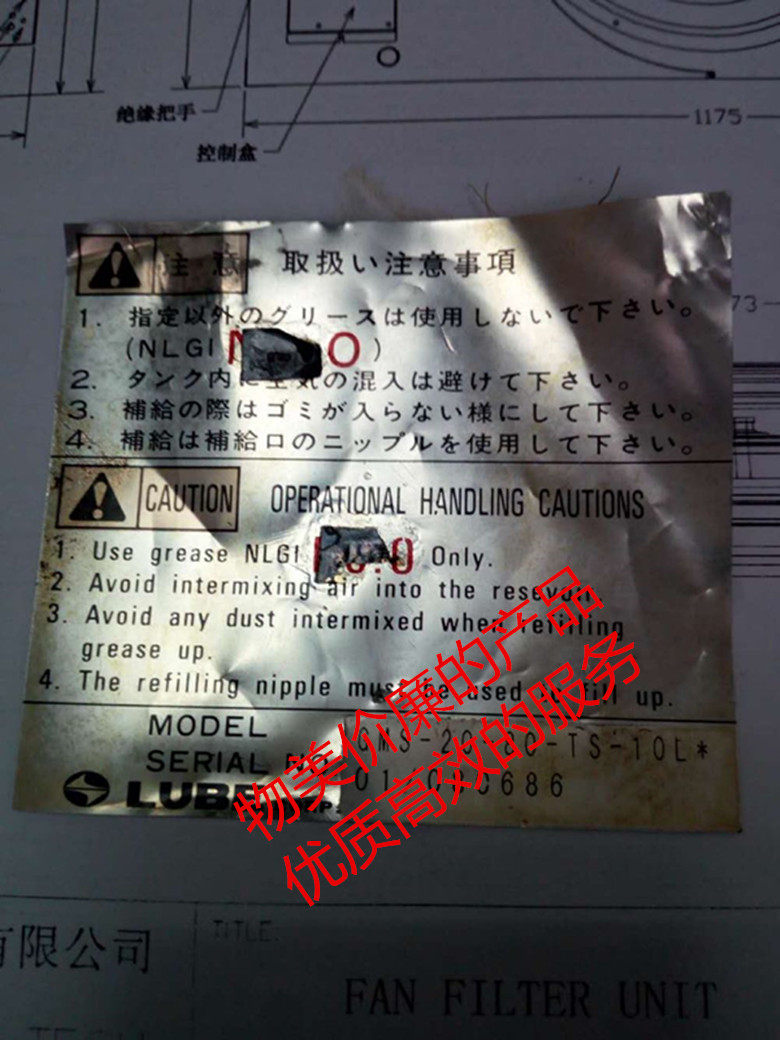 绝缘把手
控制盒
1175
73
注意 取扱い注意事項
1. 指定以外のグリースは使用しないで下さい。
(NLGI O)
2. タンク内に空気の混入は避けて下さい。
3. 補給の際はゴミが入らない様にして下さい。
4. 補給は補給口のニップルを使用して下さい。
CAUTION OPERATIONAL HANDLING CAUTIONS
1. Use grease NLGI Only.
2. Avoid intermixing air into the resevoir.
3. Avoid any dust intermixed when refilling
grease up.
4. The refilling nipple must be used to fill up.
MODEL
SERIAL
LUBE
物美价廉的产品
优质高效的服务
有限公司
TITLE:
FAN FILTER UNIT